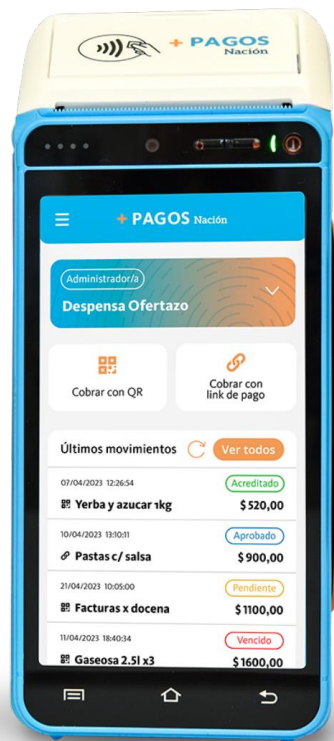 + PAGOS
Nación
+ PAGOS Nación
Administrador/a
Despensa Ofertazo
Cobrar con QR
Cobrar con
link de pago
Últimos movimientos
Ver todos
07/04/2023 12:26:54
Acreditado
Yerba y azucar 1kg
$520,00
10/04/2023 13:10:11
Aprobado
Pastas c/ salsa
$900,00
21/04/2023 10:05:00
Pendiente
Facturas x docena
$1100,00
11/04/2023 18:40:34
Vencido
Gaseosa 2.5l x3
$1600,00